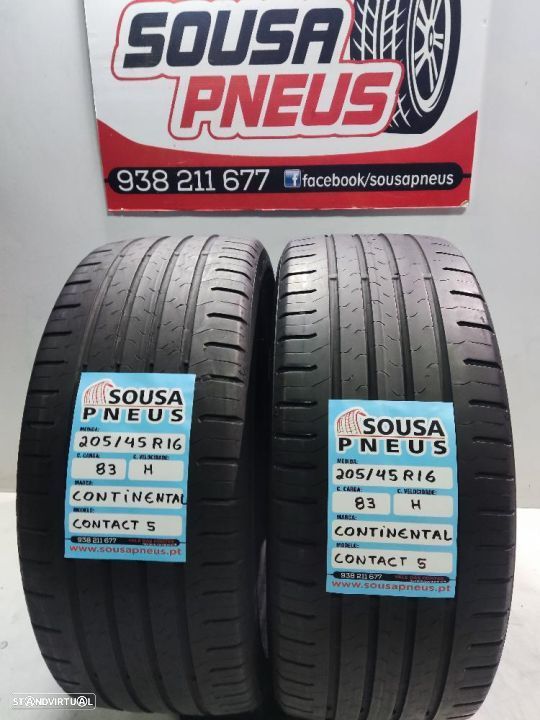 SOUSA
PNEUS
938 211 677 f facebook/sousapneus
SOUSA
PNEUS
MEDIDA:
205/45 R16
C. CARGA: C. VELOCIDADE:
83 H
MARCA:
CONTINENTAL
MODELO:
CONTACT 5
938 211 677
www.sousapneus.pt
SOUSA
PNEUS
MEDIDA:
205/45 R16
C. CARGA: C. VELOCIDADE:
83 H
MARCA:
CONTINENTAL
MODELO:
CONTACT 5
938 211 677
www.sousapneus.pt
STANDVIRTUAL